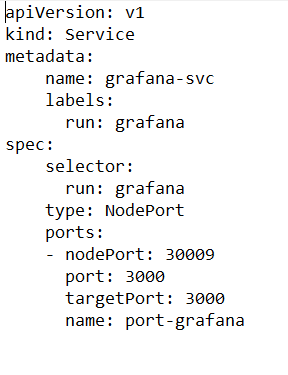 apiVersion: v1
kind: Service
metadata:
    name: grafana-svc
    labels:
      run: grafana
spec:
    selector:
      run: grafana
    type: NodePort
    ports:
    - nodePort: 30009
      port: 3000
      targetPort: 3000
      name: port-grafana